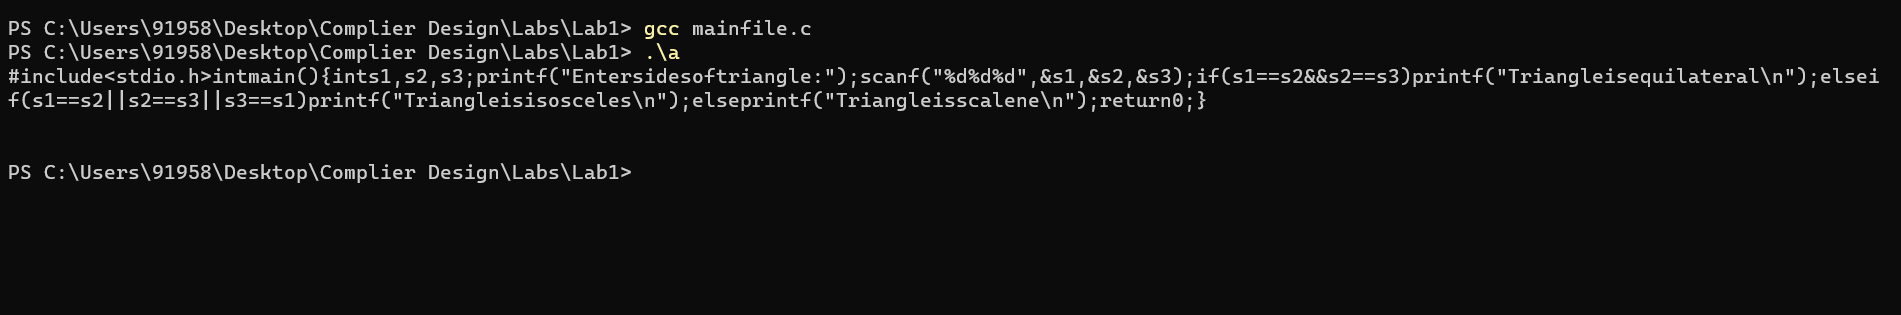 PS C:\Users\91958\Desktop\Complier Design\Labs\Lab1> gcc mainfile.c
PS C:\Users\91958\Desktop\Complier Design\Labs\Lab1> .\a
#include<stdio.h>intmain(){ints1,s2,s3;printf("Entersidesoftriangle:");scanf("%d%d%d",&s1,&s2,&s3);if(s1==s2&&s2==s3)printf("Triangleisequilateral\n");elsei
f(s1==s2||s2==s3||s3==s1)printf("Triangleisisosceles\n");elseprintf("Triangleisscalene\n");return0;}
PS C:\Users\91958\Desktop\Complier Design\Labs\Lab1>